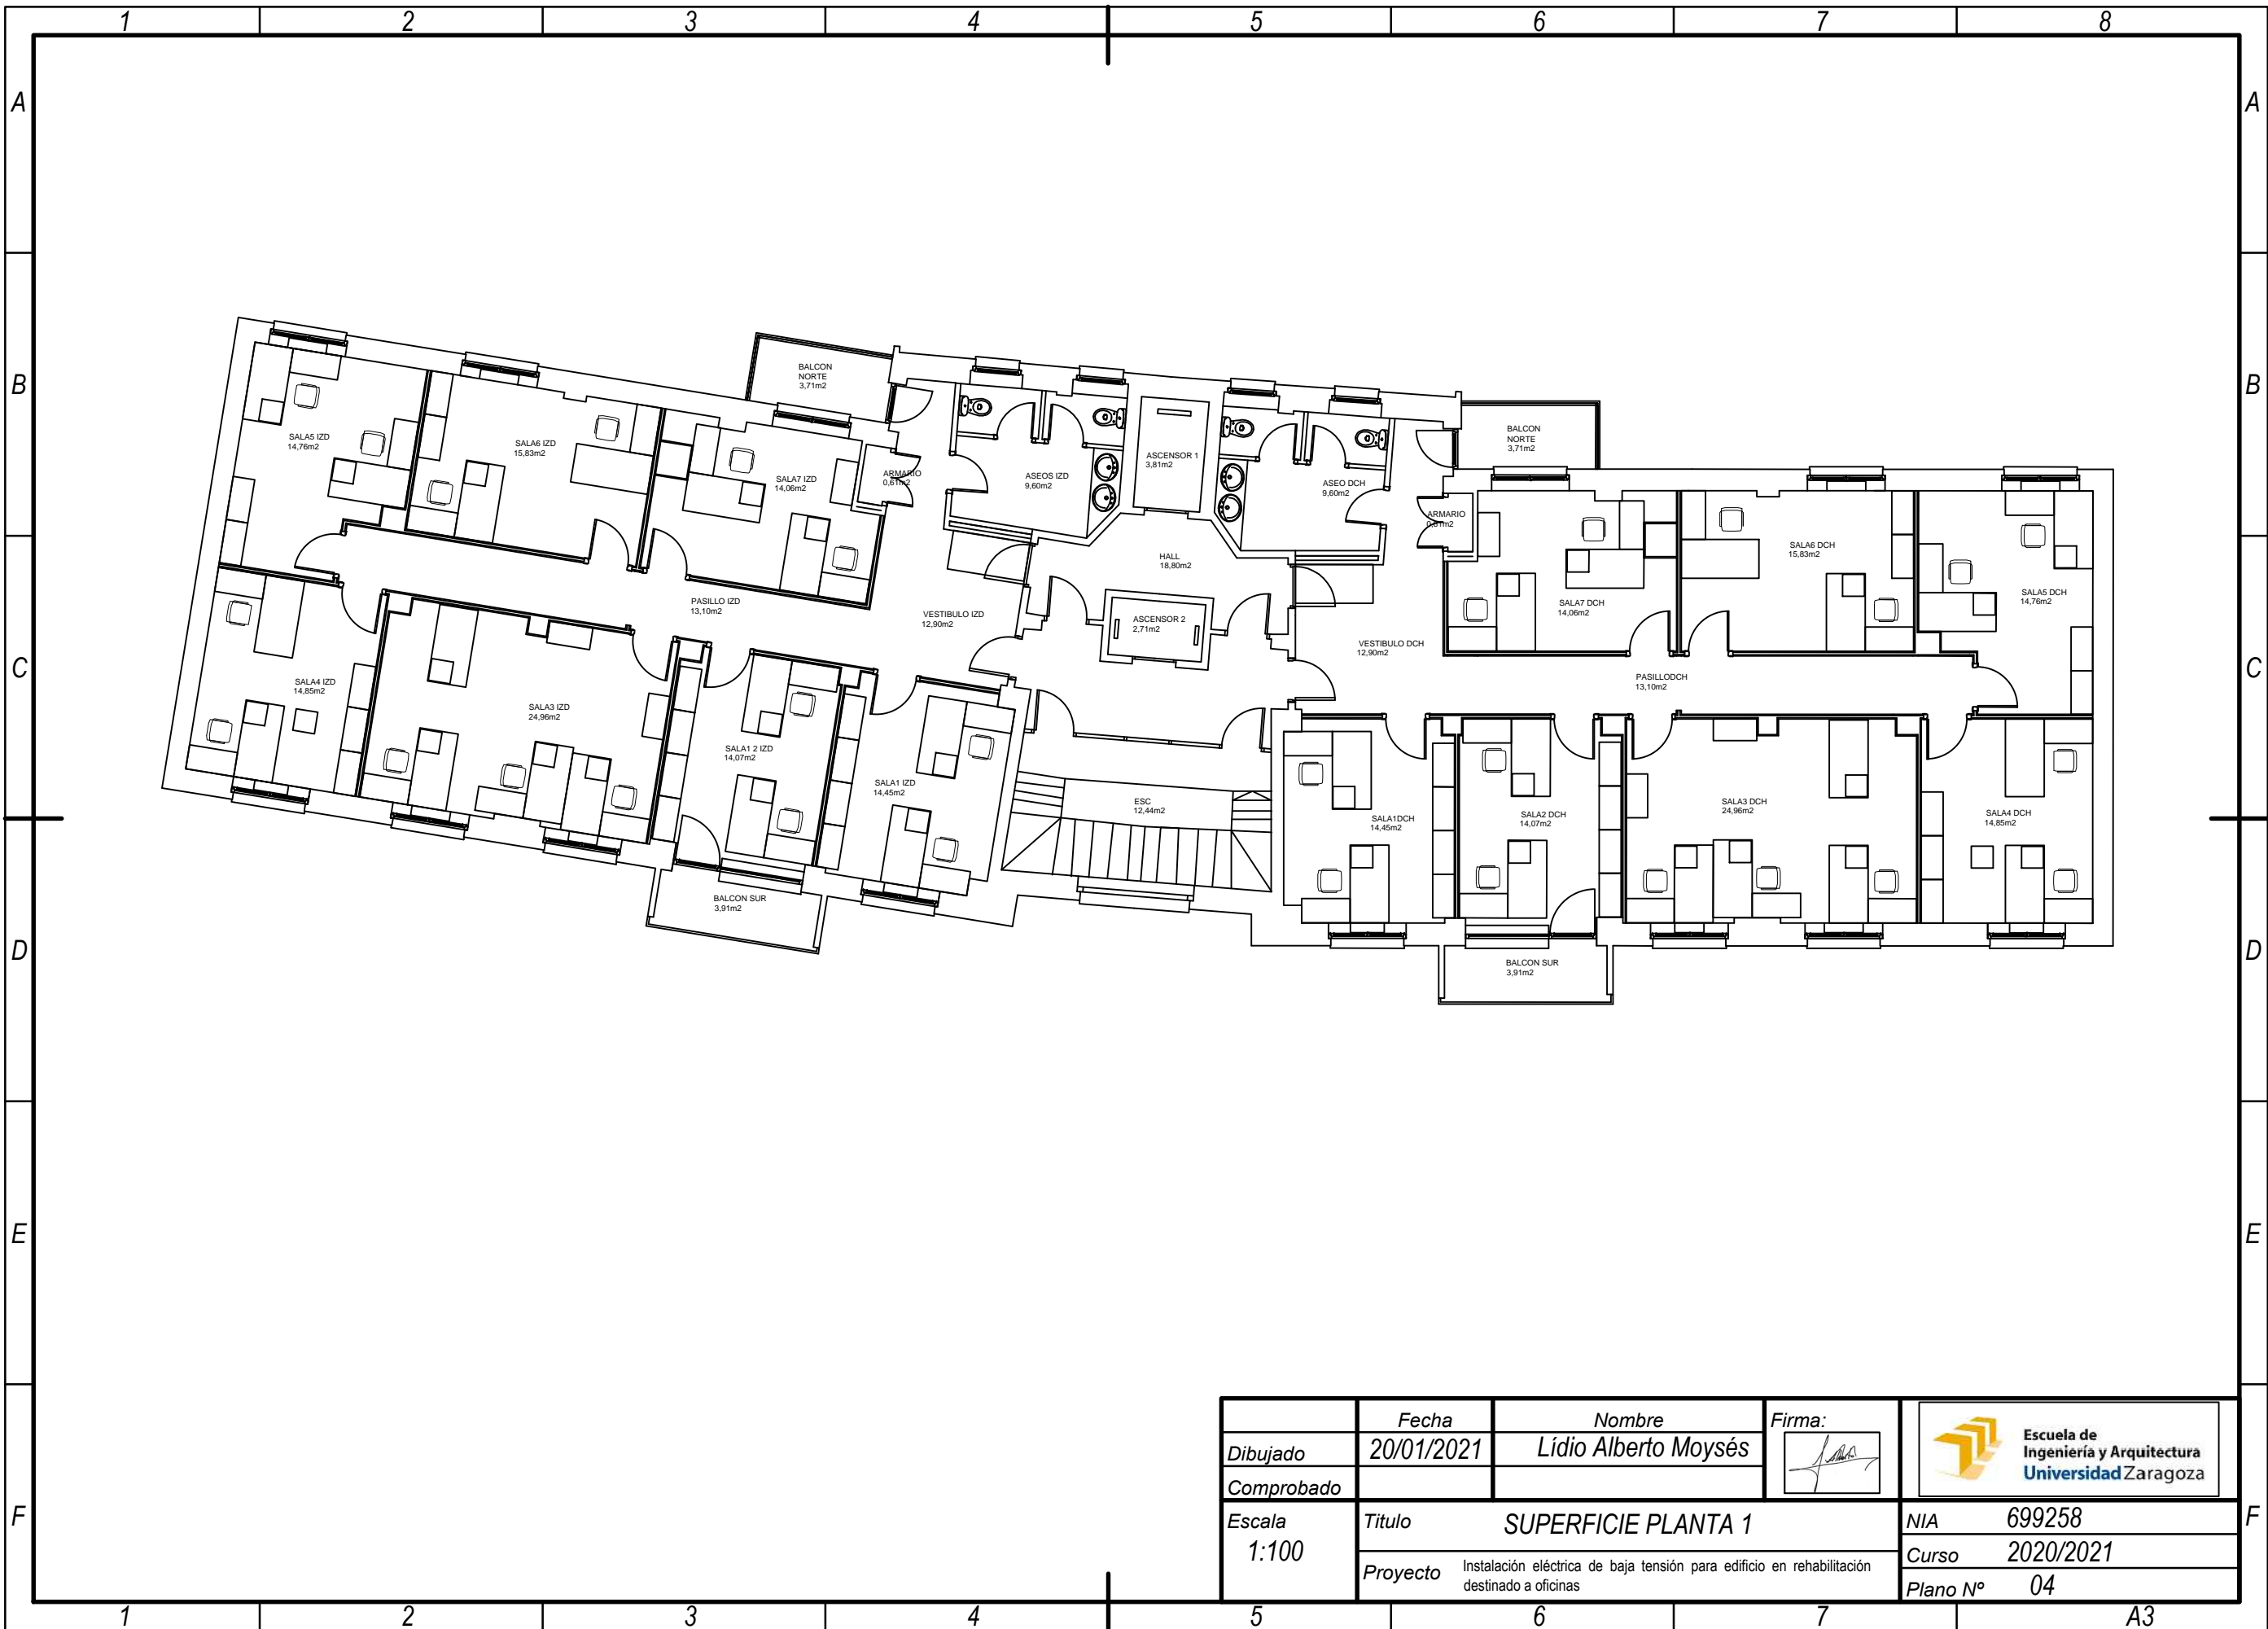 1 2 3 4 5 6 7 8
A A
B B
C C
D D
E E
F F
BALCON
NORTE
3,71m2
SALA5 IZD
14,76m2
SALA6 IZD
15,83m2
SALA7 IZD
14,06m2
ARMARIO
0,61m2
ASEOS IZD
9,60m2
ASCENSOR 1
3,81m2
ASEO DCH
9,60m2
BALCON
NORTE
3,71m2
ARMARIO
0,61m2
SALA7 DCH
14,06m2
SALA6 DCH
15,83m2
SALA5 DCH
14,76m2
HALL
18,80m2
PASILLO IZD
13,10m2
VESTIBULO IZD
12,90m2
ASCENSOR 2
2,71m2
VESTIBULO DCH
12,90m2
PASILLODCH
13,10m2
SALA4 IZD
14,85m2
SALA3 IZD
24,96m2
SALA1 2 IZD
14,07m2
SALA1 IZD
14,45m2
ESC
12,44m2
SALA1DCH
14,45m2
SALA2 DCH
14,07m2
SALA3 DCH
24,96m2
SALA4 DCH
14,85m2
BALCON SUR
3,91m2
BALCON SUR
3,91m2
Fecha Nombre Firma:
Dibujado 20/01/2021 Lídio Alberto Moysés
Comprobado
Escuela de
Ingeniería y Arquitectura
Universidad Zaragoza
Escala
1:100
Titulo SUPERFICIE PLANTA 1
Proyecto Instalación eléctrica de baja tensión para edificio en rehabilitación
destinado a oficinas
NIA 699258
Curso 2020/2021
Plano Nº 04
1 2 3 4 5 6 7 A3